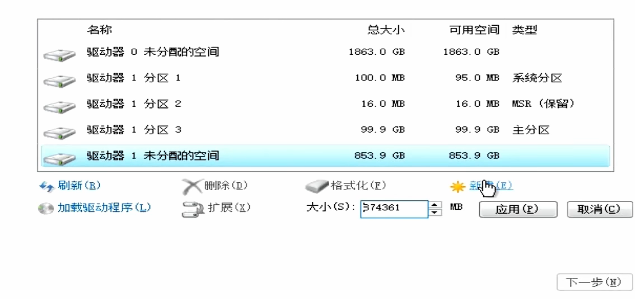 名称 总大小 可用空间 类型
驱动器 0 未分配的空间 1863.0 GB 1863.0 GB
驱动器 1 分区 1 100.0 MB 95.0 MB 系统分区
驱动器 1 分区 2 16.0 MB 16.0 MB MSR (保留)
驱动器 1 分区 3 99.9 GB 99.9 GB 主分区
驱动器 1 未分配的空间 853.9 GB 853.9 GB
刷新(R) 删除(D) 格式化(F) (E)
加载驱动程序(L) 扩展(X) 大小(S): 374361 MB 应用(P) 取消(C)
下一步(N)